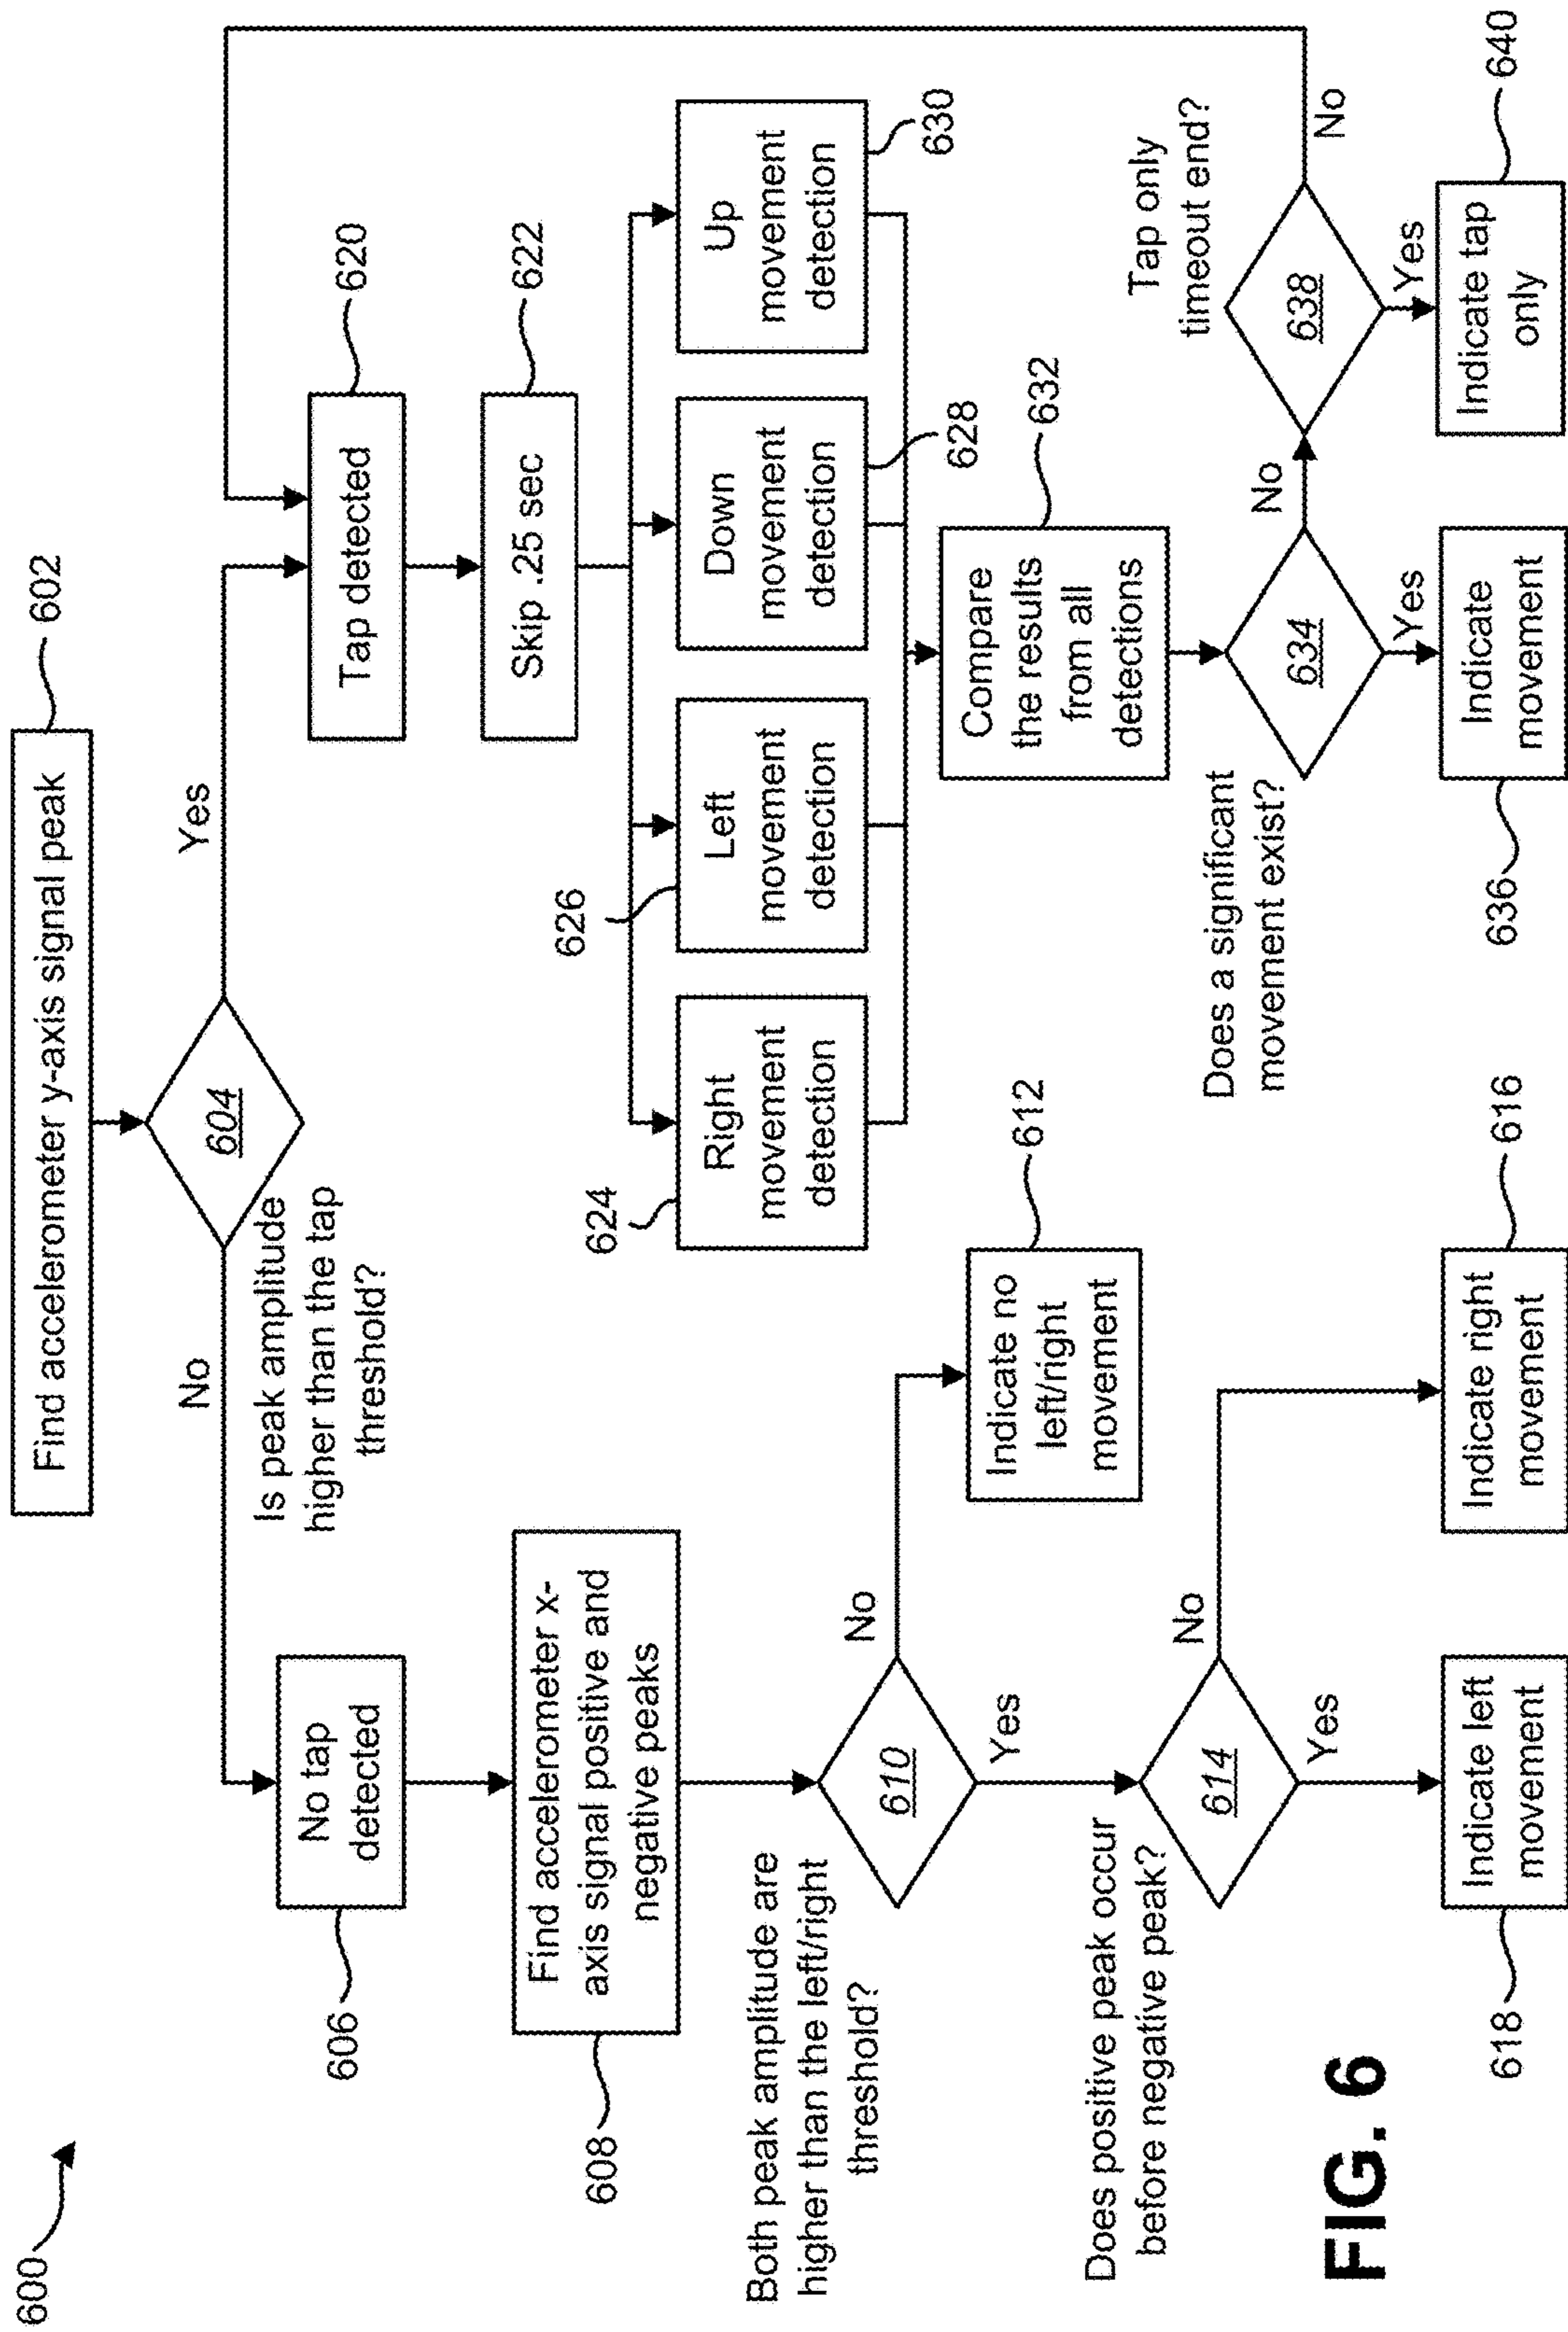 600
Find accelerometer y-axis signal peak
602
604
Is peak amplitude
higher than the tap
threshold?
No
Yes
No tap
detected
606
Find accelerometer x-
axis signal positive and
negative peaks
608
Both peak amplitude are
higher than the left/right
threshold?
610
No
Yes
Indicate no
left/right
movement
612
Does positive peak occur
before negative peak?
614
No
Yes
Indicate right
movement
616
Indicate left
movement
618
Tap detected
620
Skip .25 sec
622
Right
movement
detection
624
Left
movement
detection
626
Down
movement
detection
628
Up
movement
detection
630
Compare
the results
from all
detections
632
Does a significant
movement exist?
634
No
Yes
Indicate
movement
636
Tap only
timeout end?
638
No
Yes
Indicate tap
only
640
FIG. 6